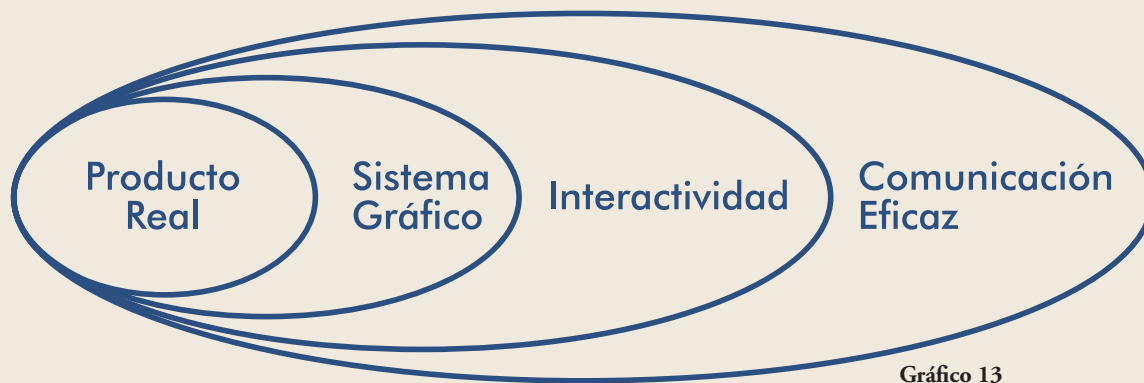 Producto
Real
Sistema
Gráfico
Interactividad
Comunicación
Eficaz
Gráfico 13